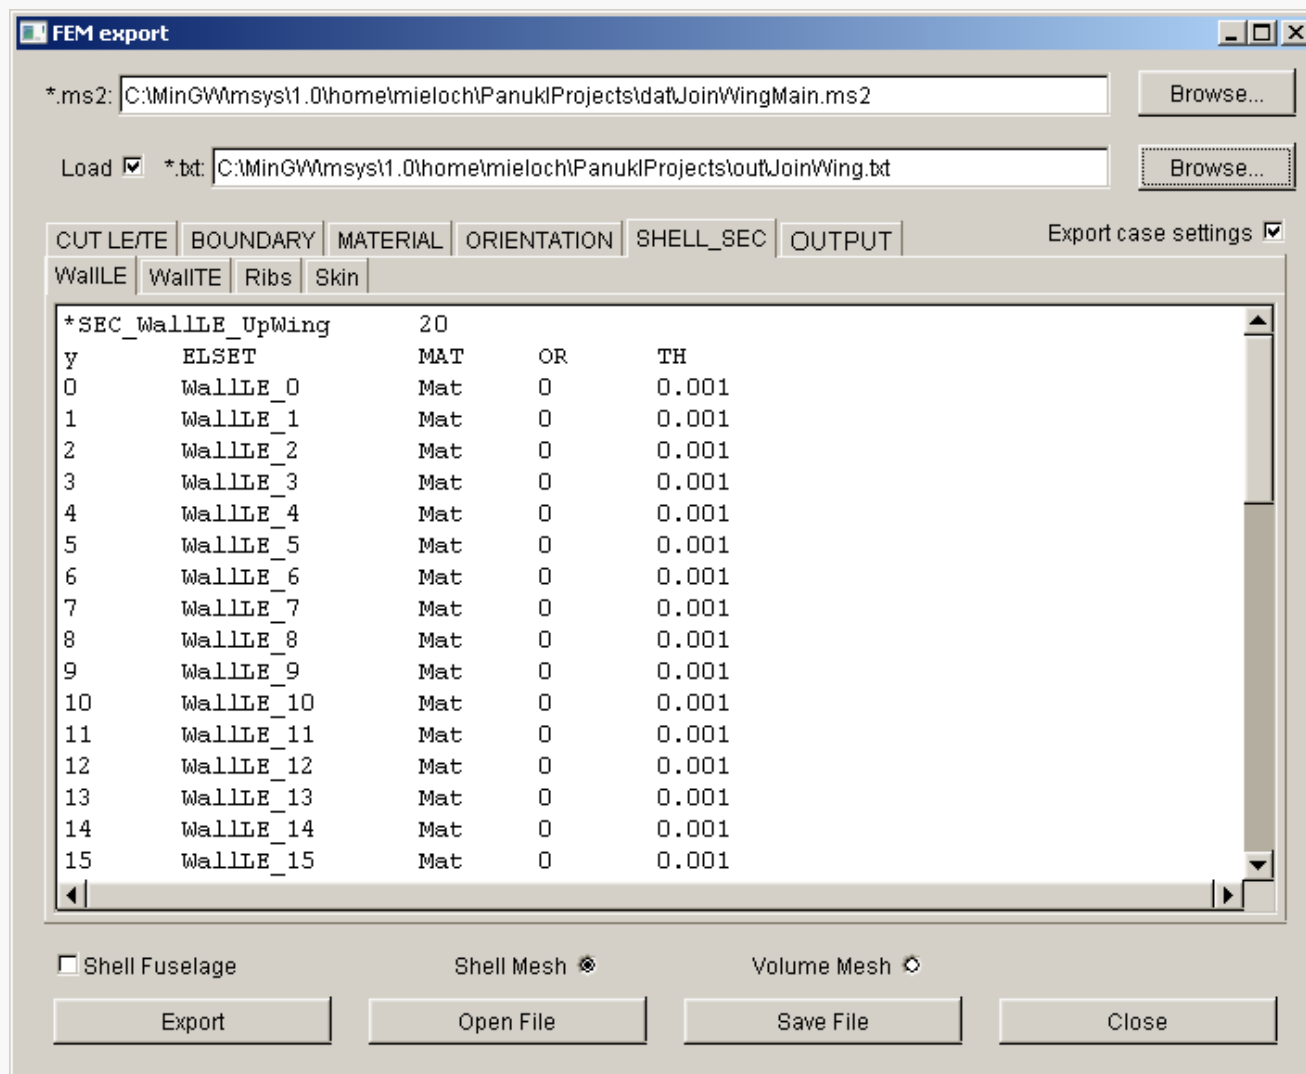 FEM export
*.ms2: C:\MinGW\msys\1.0\home\mieloch\PanuklProjects\dat\JoinWingMain.ms2 Browse...
Load *.txt: C:\MinGW\msys\1.0\home\mieloch\PanuklProjects\out\JoinWing.txt Browse...
CUT LE/TE BOUNDARY MATERIAL ORIENTATION SHELL_SEC OUTPUT Export case settings
WallLE WallTE Ribs Skin
*SEC_WallLE_UpWing 20
y ELSET MAT OR TH
0 WallLE_0 Mat 0 0.001
1 WallLE_1 Mat 0 0.001
2 WallLE_2 Mat 0 0.001
3 WallLE_3 Mat 0 0.001
4 WallLE_4 Mat 0 0.001
5 WallLE_5 Mat 0 0.001
6 WallLE_6 Mat 0 0.001
7 WallLE_7 Mat 0 0.001
8 WallLE_8 Mat 0 0.001
9 WallLE_9 Mat 0 0.001
10 WallLE_10 Mat 0 0.001
11 WallLE_11 Mat 0 0.001
12 WallLE_12 Mat 0 0.001
13 WallLE_13 Mat 0 0.001
14 WallLE_14 Mat 0 0.001
15 WallLE_15 Mat 0 0.001
Shell Fuselage Shell Mesh Volume Mesh
Export Open File Save File Close